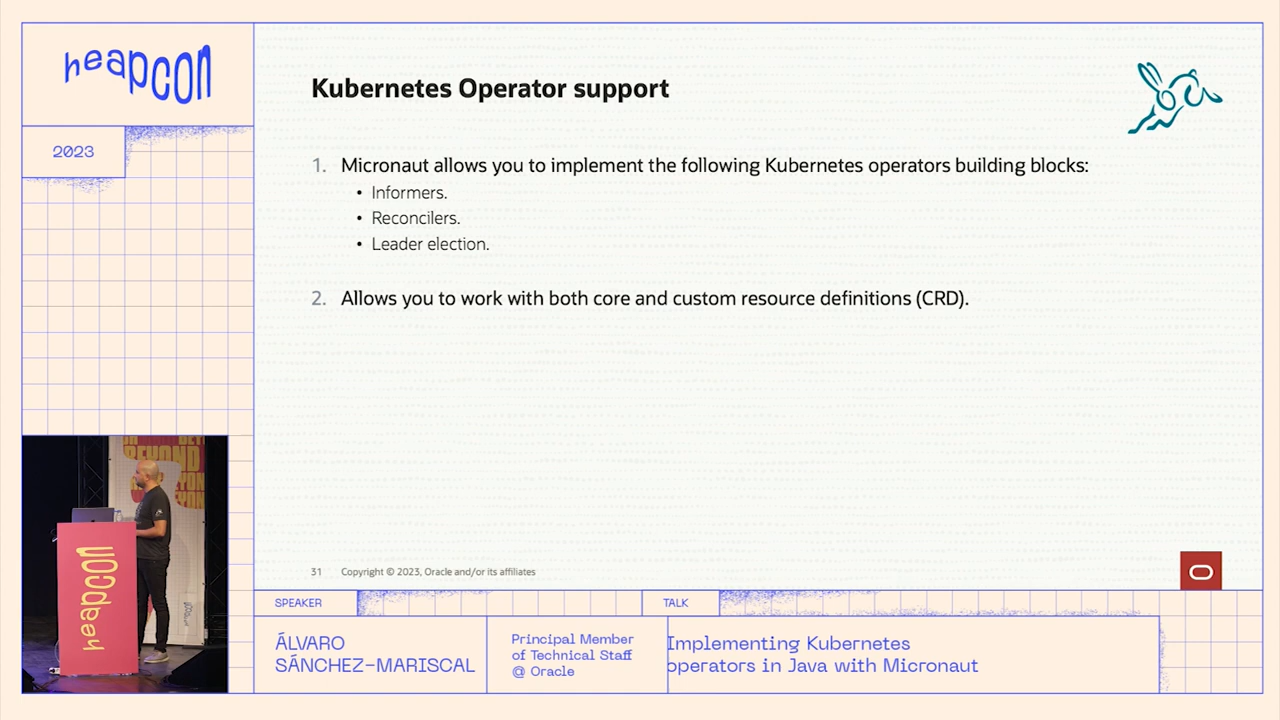 heapcon
2023
Kubernetes Operator support
1. Micronaut allows you to implement the following Kubernetes operators building blocks:
• Informers.
• Reconcilers.
• Leader election.
2. Allows you to work with both core and custom resource definitions (CRD).
31 Copyright © 2023, Oracle and/or its affiliates
BEYOND
heapcon
SPEAKER
ÁLVARO
SÁNCHEZ-MARISCAL
Principal Member
of Technical Staff
@ Oracle
TALK
Implementing Kubernetes
operators in Java with Micronaut